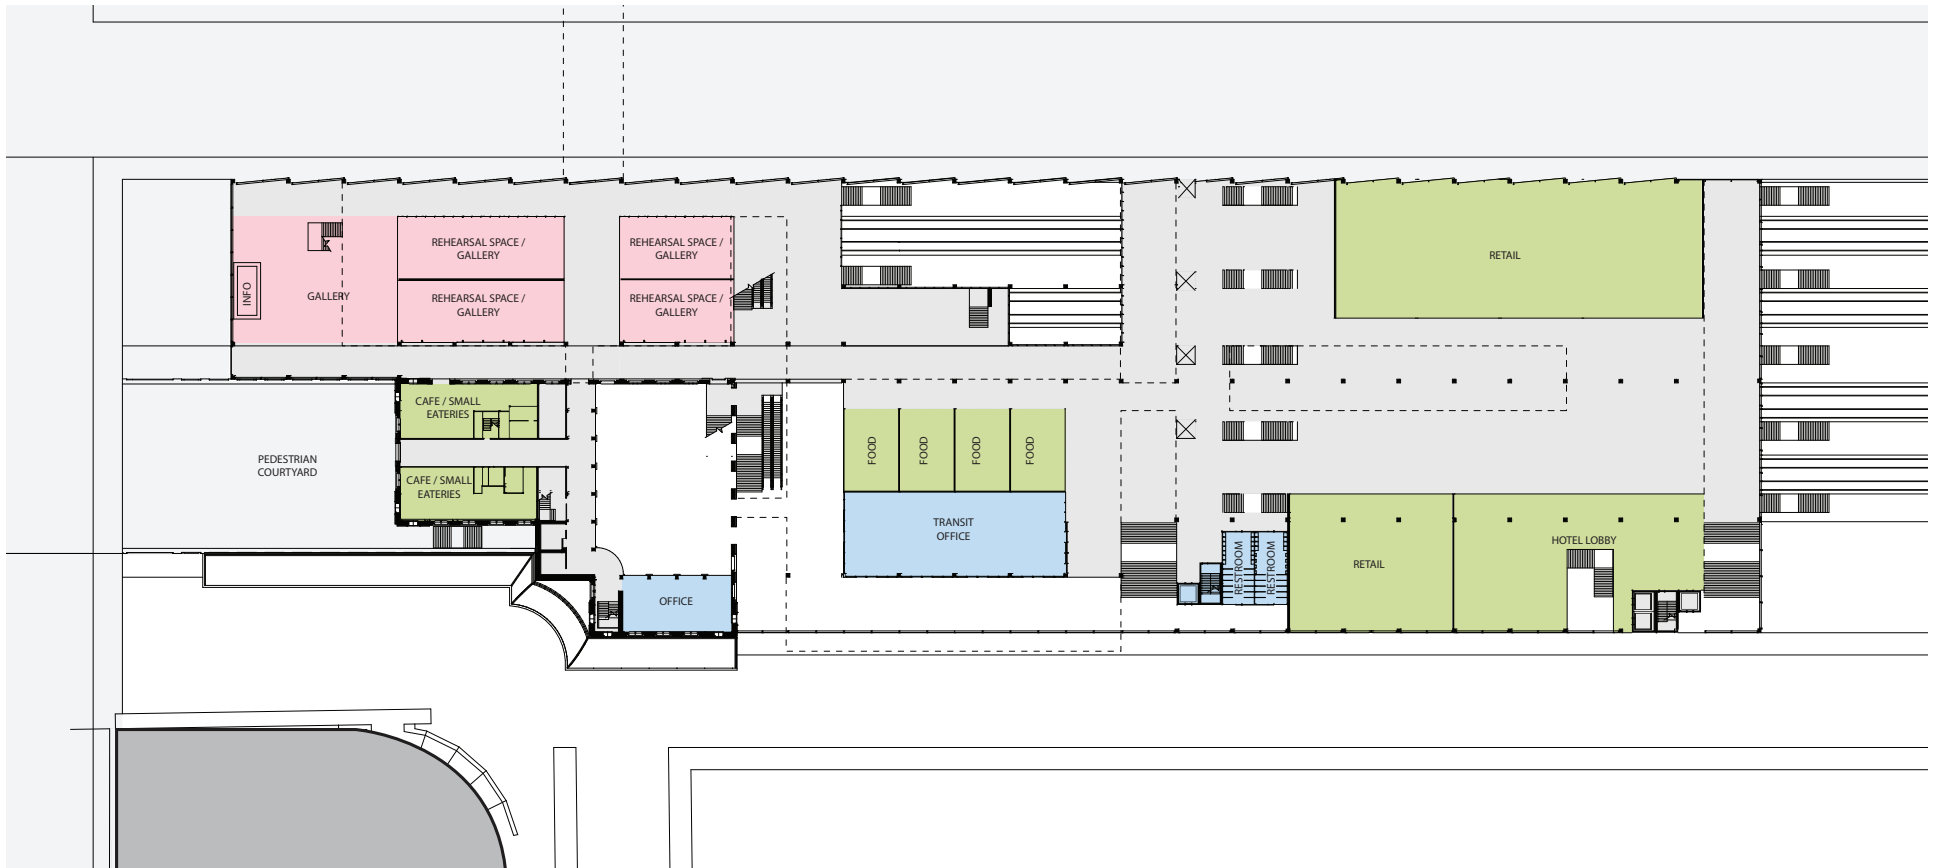 REHEARSAL SPACE /
GALLERY
REHEARSAL SPACE /
GALLERY
RETAIL
INFO
GALLERY
REHEARSAL SPACE /
GALLERY
REHEARSAL SPACE /
GALLERY
CAFE / SMALL
EATERIES
PEDESTRIAN
COURTYARD
CAFE / SMALL
EATERIES
FOOD
FOOD
FOOD
FOOD
TRANSIT
OFFICE
OFFICE
RESTROOM
RESTROOM
RETAIL
HOTEL LOBBY